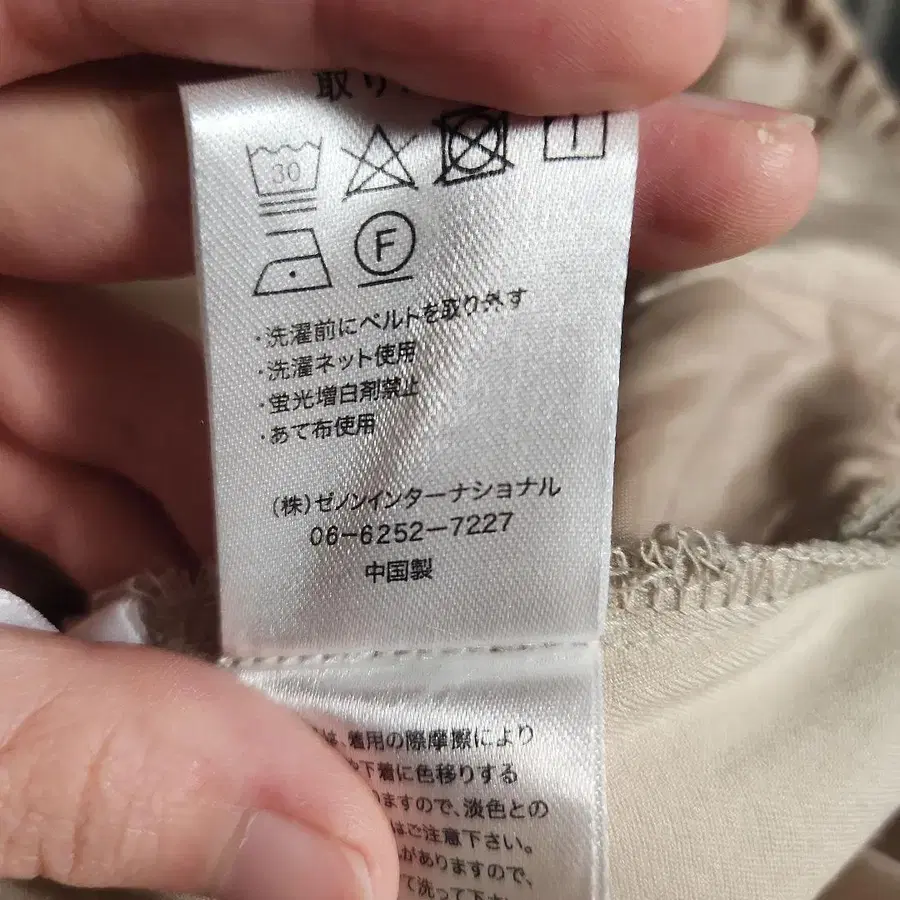 取り
30
F
・洗濯前にベルトを取り外す
・洗濯ネット使用
・蛍光増白剤禁止
・あて布使用
(株)ゼノンインターナショナル
06-6252-7227
中国製
は、着用の際摩擦により
下着に色移りする
ますので、淡色との
はご注意下さい。
がありますので、
て洗って下さ